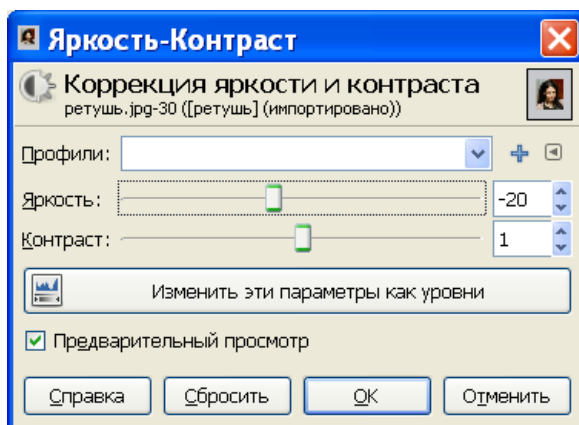 Яркость-Контраст
Коррекция яркости и контраста
ретушь.jpg-30 ([ретушь] (импортировано))
Профили:
Яркость: -20
Контраст: 1
Изменить эти параметры как уровни
Предварительный просмотр
Справка Сбросить OK Отменить